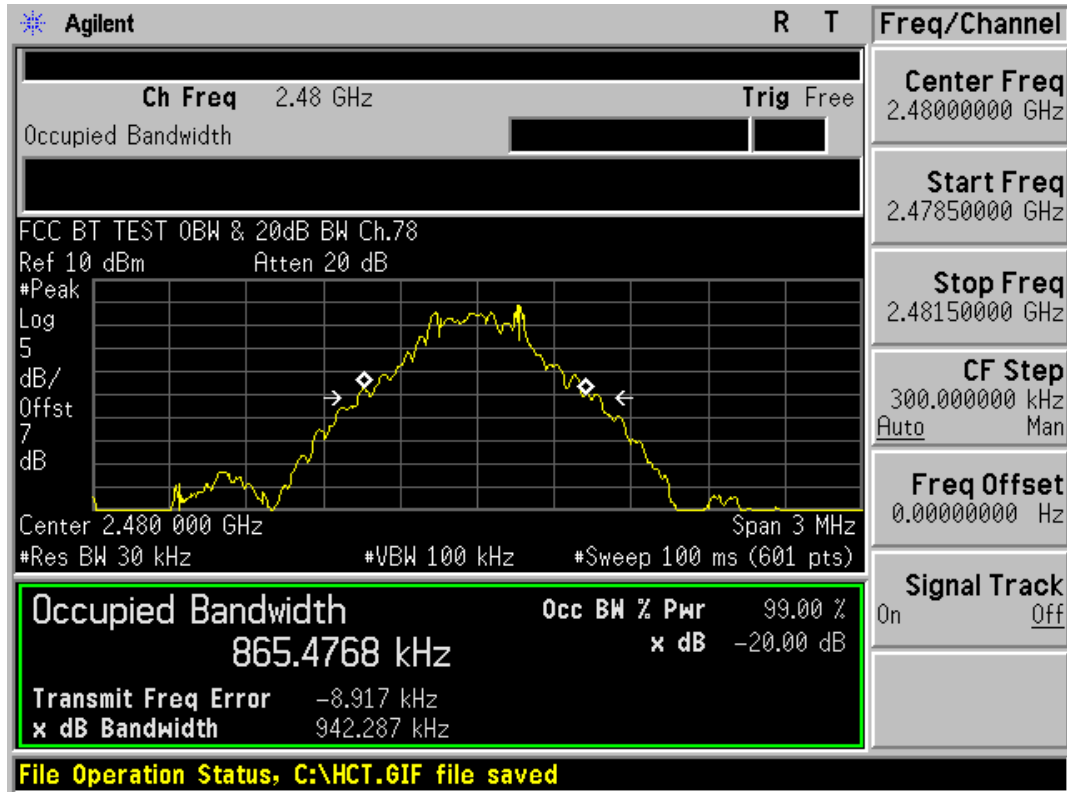 Agilent R T
Freq/Channel
Ch Freq 2.48 GHz Trig Free
Occupied Bandwidth
Center Freq
2.48000000 GHz
Start Freq
2.47850000 GHz
Stop Freq
2.48150000 GHz
CF Step
300.000000 kHz
Auto Man
Freq Offset
0.00000000 Hz
Signal Track
On Off
FCC BT TEST OBW & 20dB BW Ch.78
Ref 10 dBm Atten 20 dB
#Peak
Log
5
dB/
Offst
7
dB
Center 2.480 000 GHz Span 3 MHz
#Res BW 30 kHz #VBW 100 kHz #Sweep 100 ms (601 pts)
Occupied Bandwidth Occ BW % Pwr 99.00 %
865.4768 kHz x dB -20.00 dB
Transmit Freq Error -8.917 kHz
x dB Bandwidth 942.287 kHz
File Operation Status, C:\HCT.GIF file saved